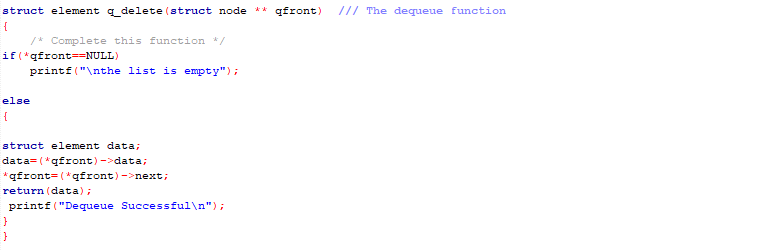 struct element q_delete(struct node ** qfront)  /// The dequeue function
{
    /* Complete this function */
if(*qfront==NULL)
    printf("\nthe list is empty");

else
{

struct element data;
data=(*qfront)->data;
*qfront=(*qfront)->next;
return(data);
 printf("Dequeue Successful\n");
}
}